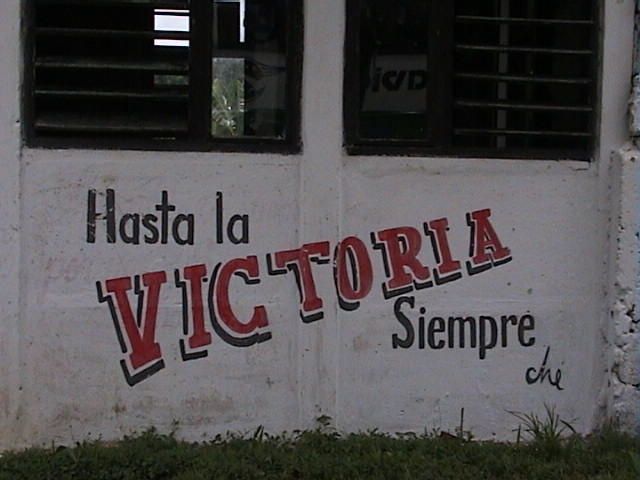 Hasta la
VICTORIA
Siempre
che